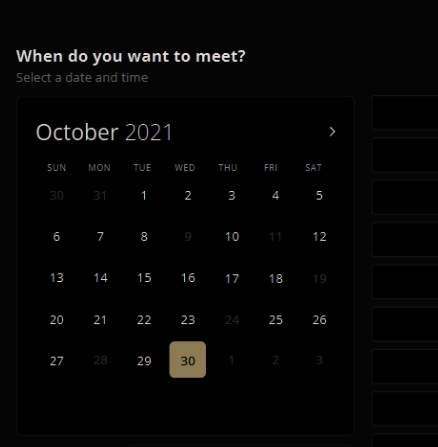 When do you want to meet?
Select a date and time
October 2021
SUN MON TUE WED THU FRI SAT
30 31 1 2 3 4 5
6 7 8 9 10 11 12
13 14 15 16 17 18 19
20 21 22 23 24 25 26
27 28 29 30 1 2 3